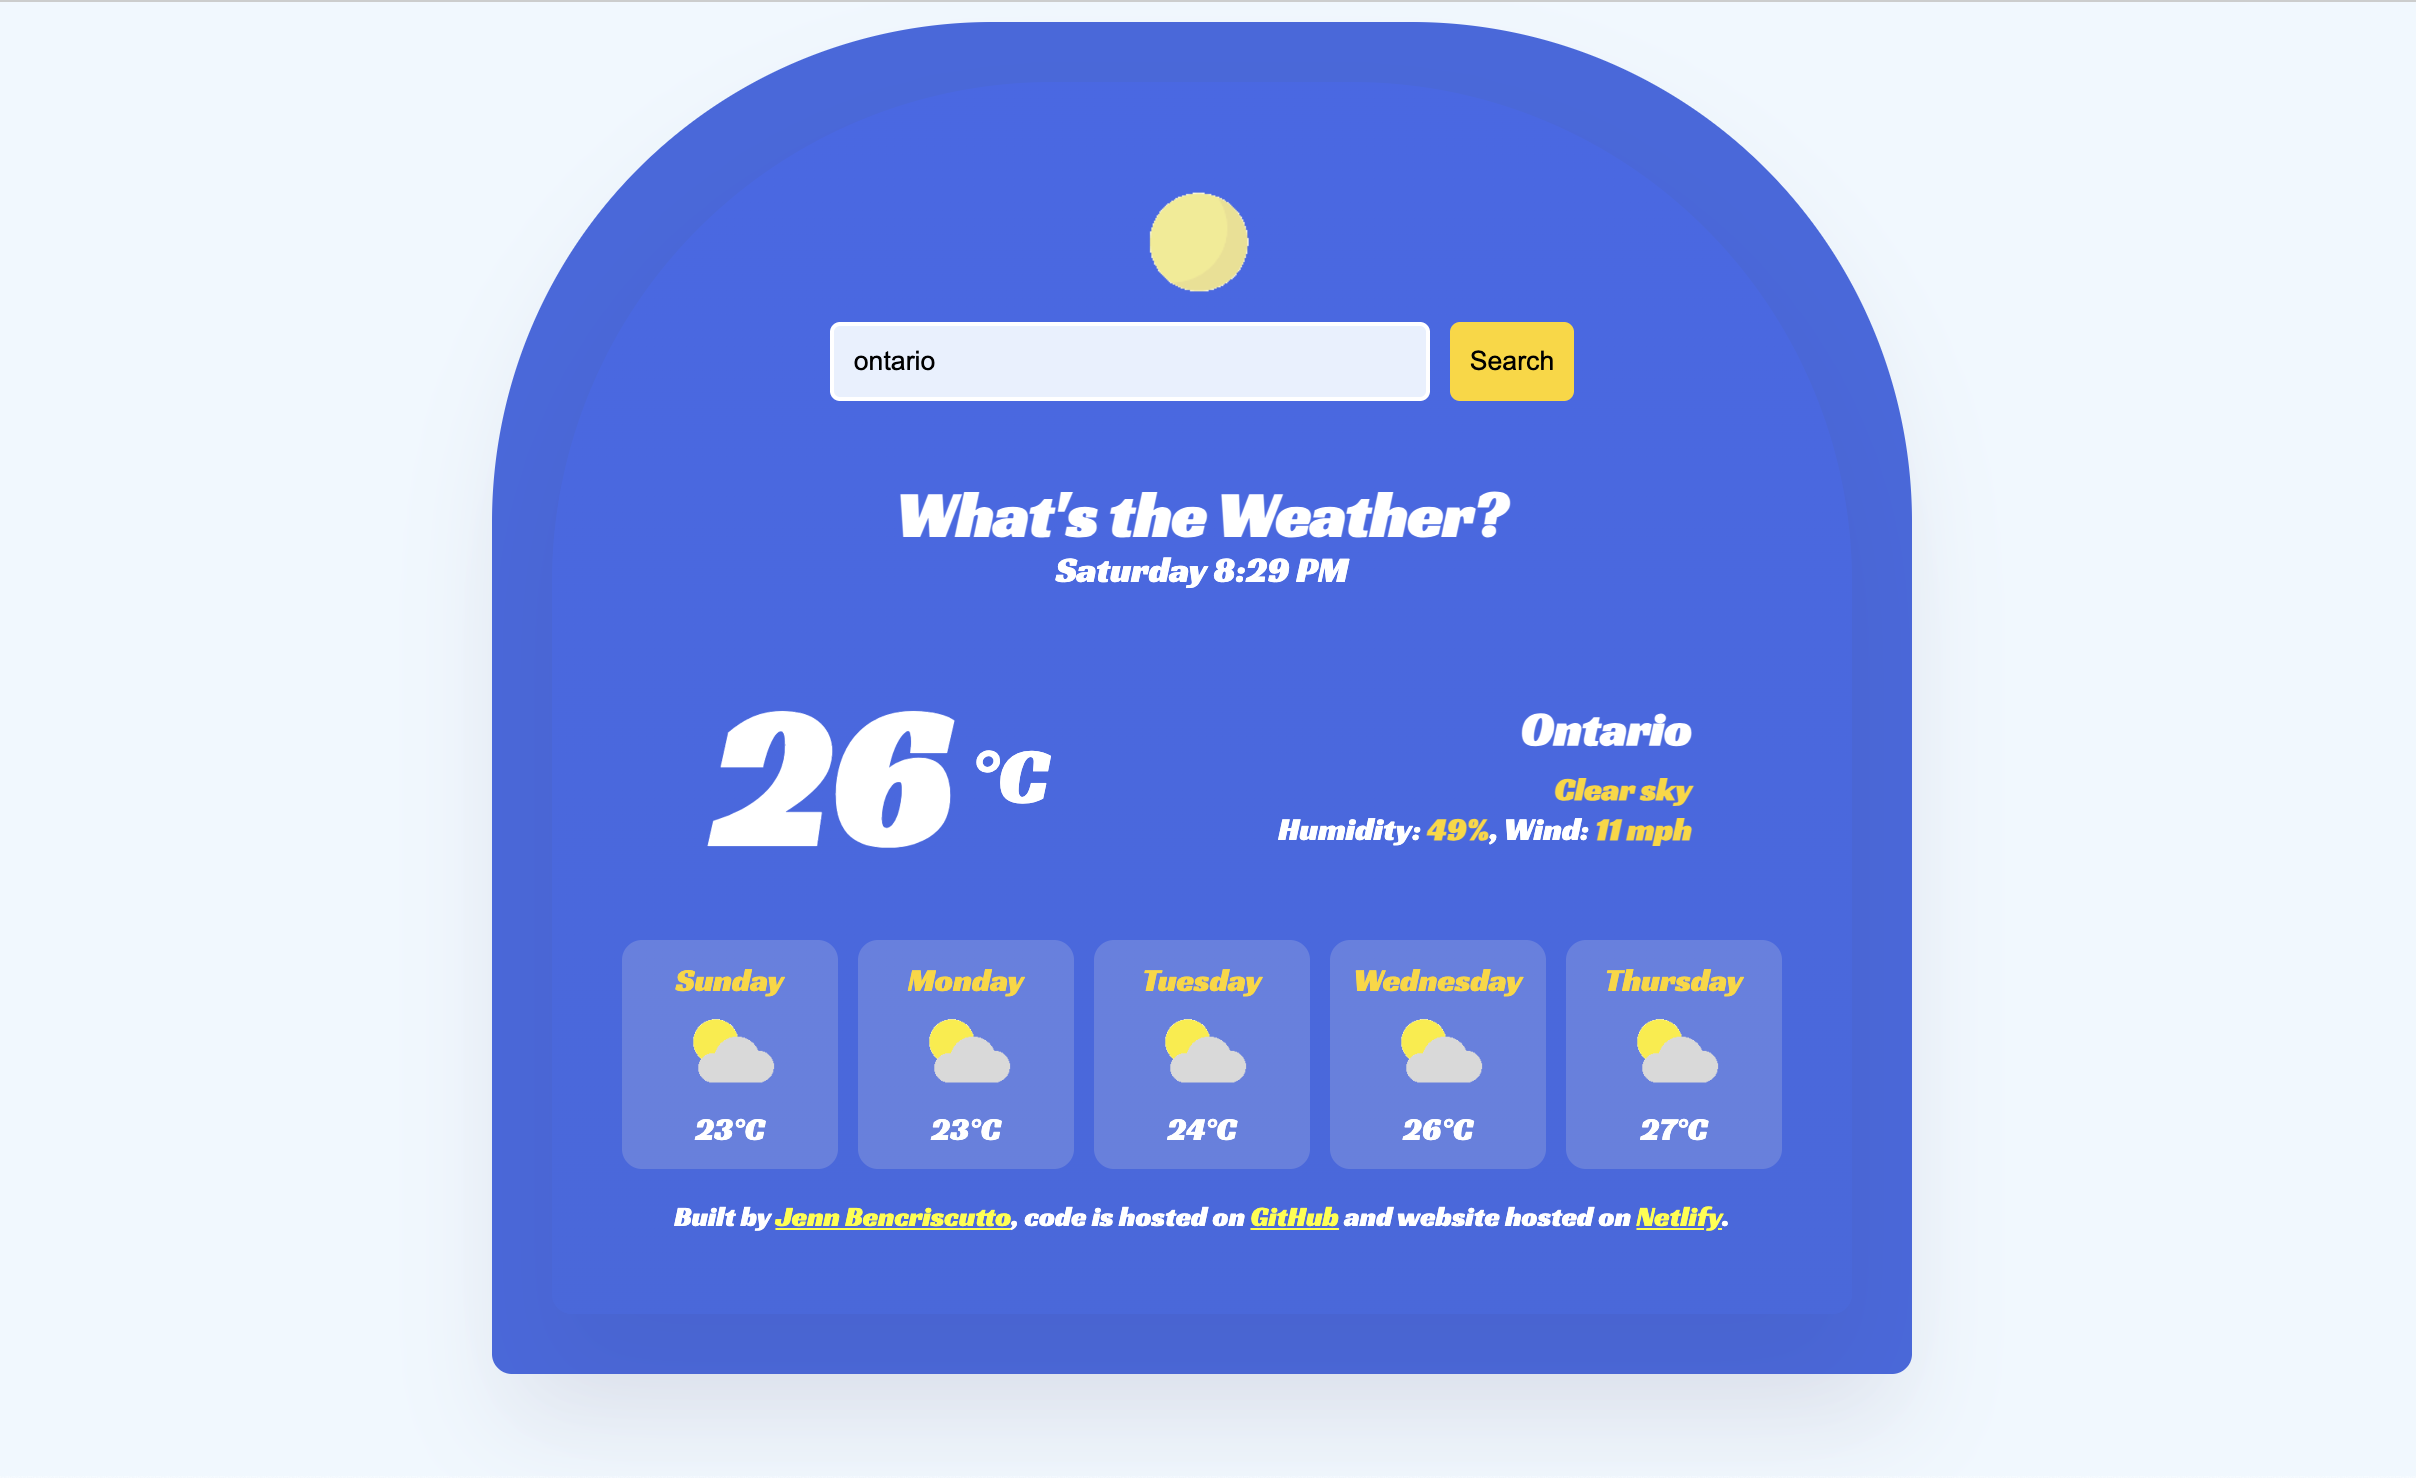 ontario
Search
What's the Weather?
Saturday 8:29 PM
26 °C
Ontario
Clear sky
Humidity: 49%, Wind: 11 mph
Sunday
23°C
Monday
23°C
Tuesday
24°C
Wednesday
26°C
Thursday
27°C
Built by Jenn Bencriscutto, code is hosted on GitHub and website hosted on Netlify.